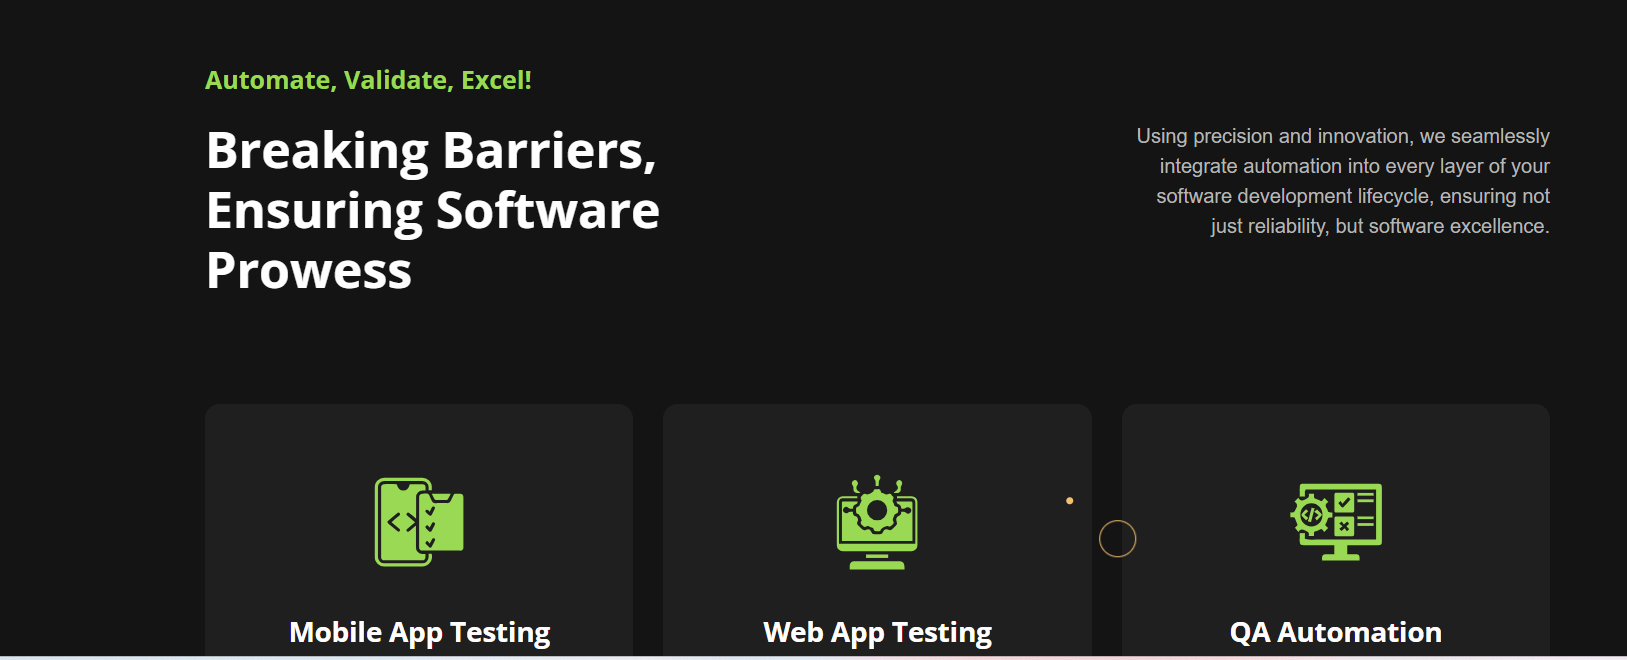 Automate, Validate, Excel!
Breaking Barriers,
Ensuring Software
Prowess
Using precision and innovation, we seamlessly
integrate automation into every layer of your
software development lifecycle, ensuring not
just reliability, but software excellence.
Mobile App Testing
Web App Testing
QA Automation